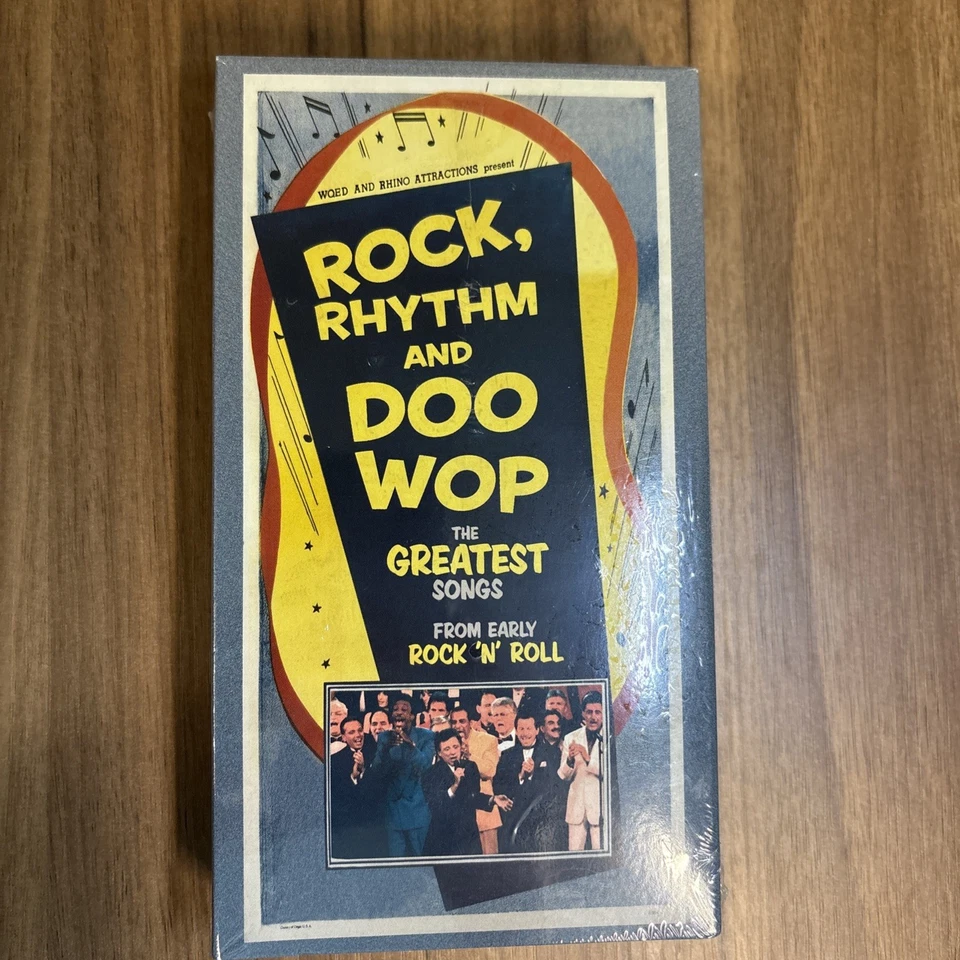 WQED AND RHINO ATTRACTIONS present
ROCK,
RHYTHM
AND
DOO
WOP
THE
GREATEST
SONGS
FROM EARLY
ROCK 'N' ROLL